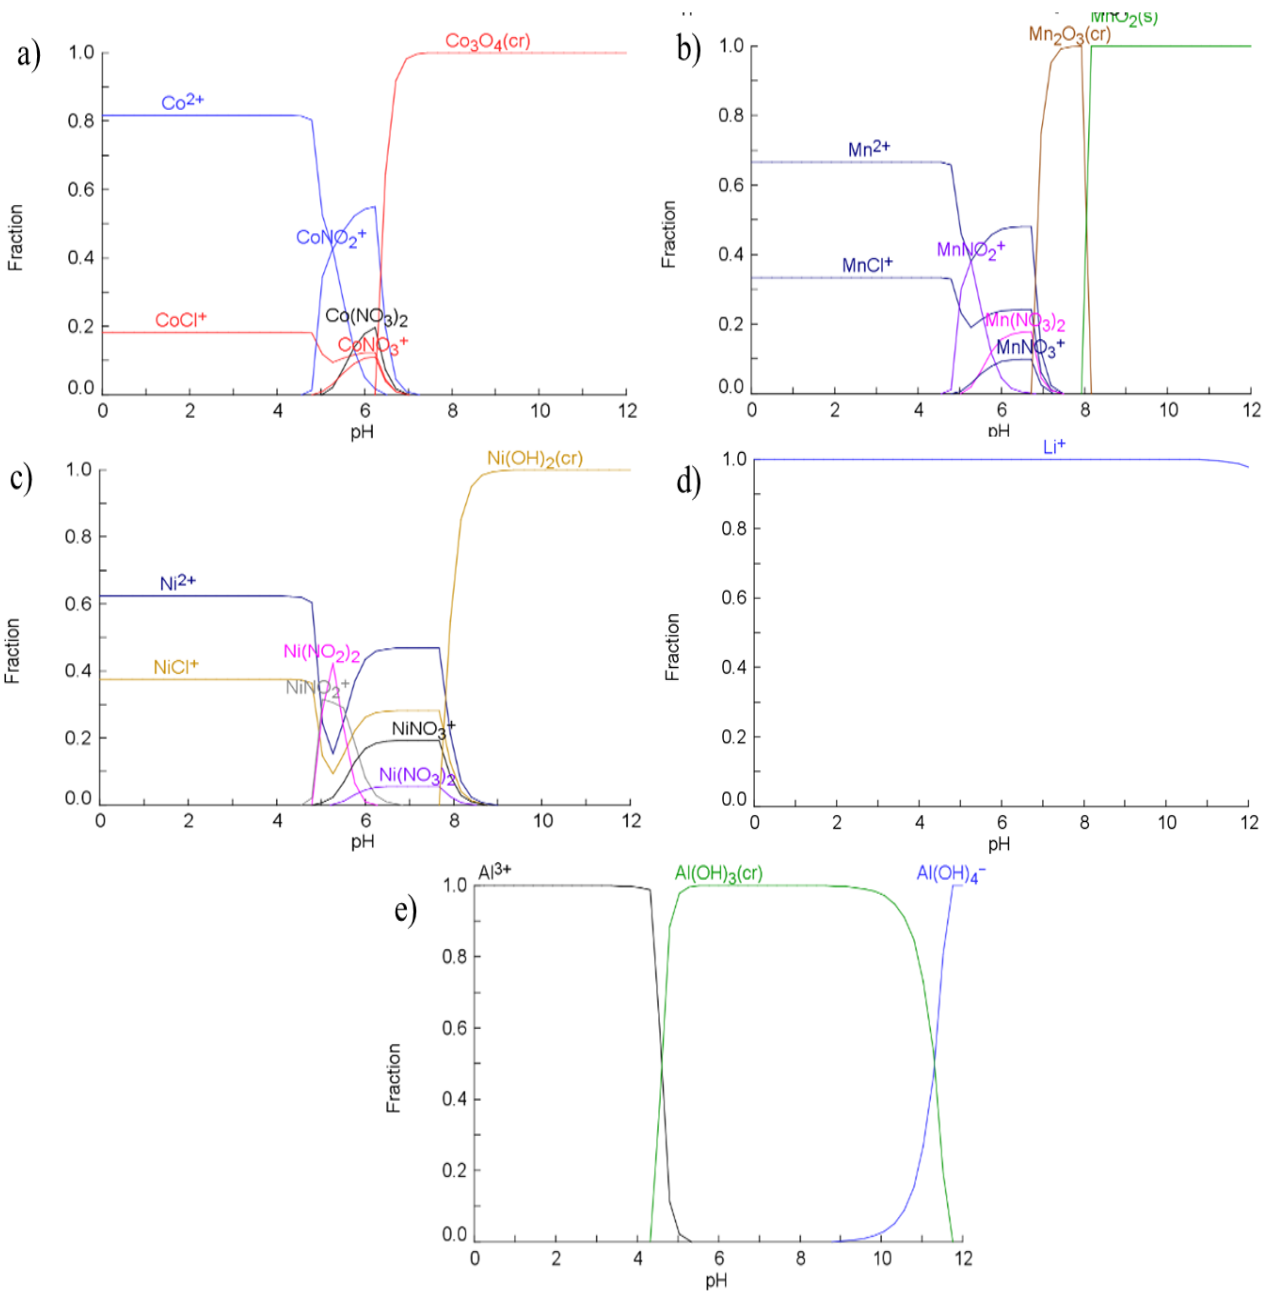 a)
Co3O4(cr)
1.0
Co2+
0.8
0.6
CoNO2+
0.4
Co(NO3)2
CoCl+
0.2
CoNO3+
0.0
0 2 4 6 8 10 12
pH
Fraction
b)
MnO2(s)
Mn2O3(cr)
1.0
0.8
Mn2+
0.6
MnNO2+
0.4
MnCl+
Mn(NO3)2
0.2
MnNO3+
0.0
0 2 4 6 8 10 12
pH
Fraction
c)
Ni(OH)2(cr)
1.0
0.8
Ni2+
0.6
Ni(NO2)2
NiCl+
0.4
NiNO2+
NiNO3+
0.2
Ni(NO3)2
0.0
0 2 4 6 8 10 12
pH
Fraction
d)
Li+
1.0
0.8
0.6
0.4
0.2
0.0
0 2 4 6 8 10 12
pH
Fraction
e)
Al3+ Al(OH)3(cr) Al(OH)4−
1.0
0.8
0.6
0.4
0.2
0.0
0 2 4 6 8 10 12
pH
Fraction